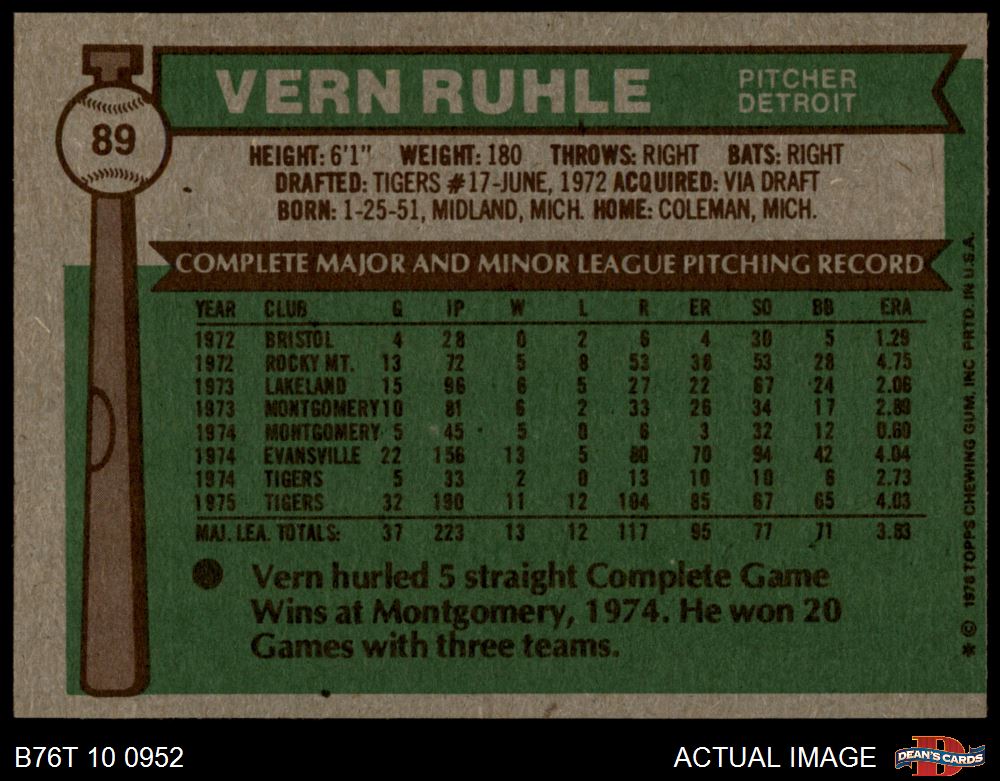 89
VERN RUHLE
PITCHER
DETROIT
HEIGHT: 6'1" WEIGHT: 180 THROWS: RIGHT BATS: RIGHT
DRAFTED: TIGERS #17-JUNE, 1972 ACQUIRED: VIA DRAFT
BORN: 1-25-51, MIDLAND, MICH. HOME: COLEMAN, MICH.
COMPLETE MAJOR AND MINOR LEAGUE PITCHING RECORD
YEAR CLUB G IP W L R ER SO BB ERA
1972 BRISTOL 4 28 0 2 6 4 30 5 1.29
1972 ROCKY MT. 13 72 5 8 53 38 53 28 4.75
1973 LAKELAND 15 96 6 5 27 22 67 24 2.06
1973 MONTGOMERY 10 81 6 2 33 26 34 17 2.89
1974 MONTGOMERY 5 45 5 0 6 3 32 12 0.60
1974 EVANSVILLE 22 156 13 5 80 70 94 42 4.04
1974 TIGERS 5 33 2 0 13 10 10 6 2.73
1975 TIGERS 32 190 11 12 104 85 67 65 4.03
MAJ. LEA. TOTALS: 37 223 13 12 117 95 77 71 3.83
Vern hurled 5 straight Complete Game
Wins at Montgomery, 1974. He won 20
Games with three teams.
* © 1976 TOPPS CHEWING GUM, INC. PRTD. IN U.S.A.
B76T 10 0952
ACTUAL IMAGE
D
DEAN'S CARDS